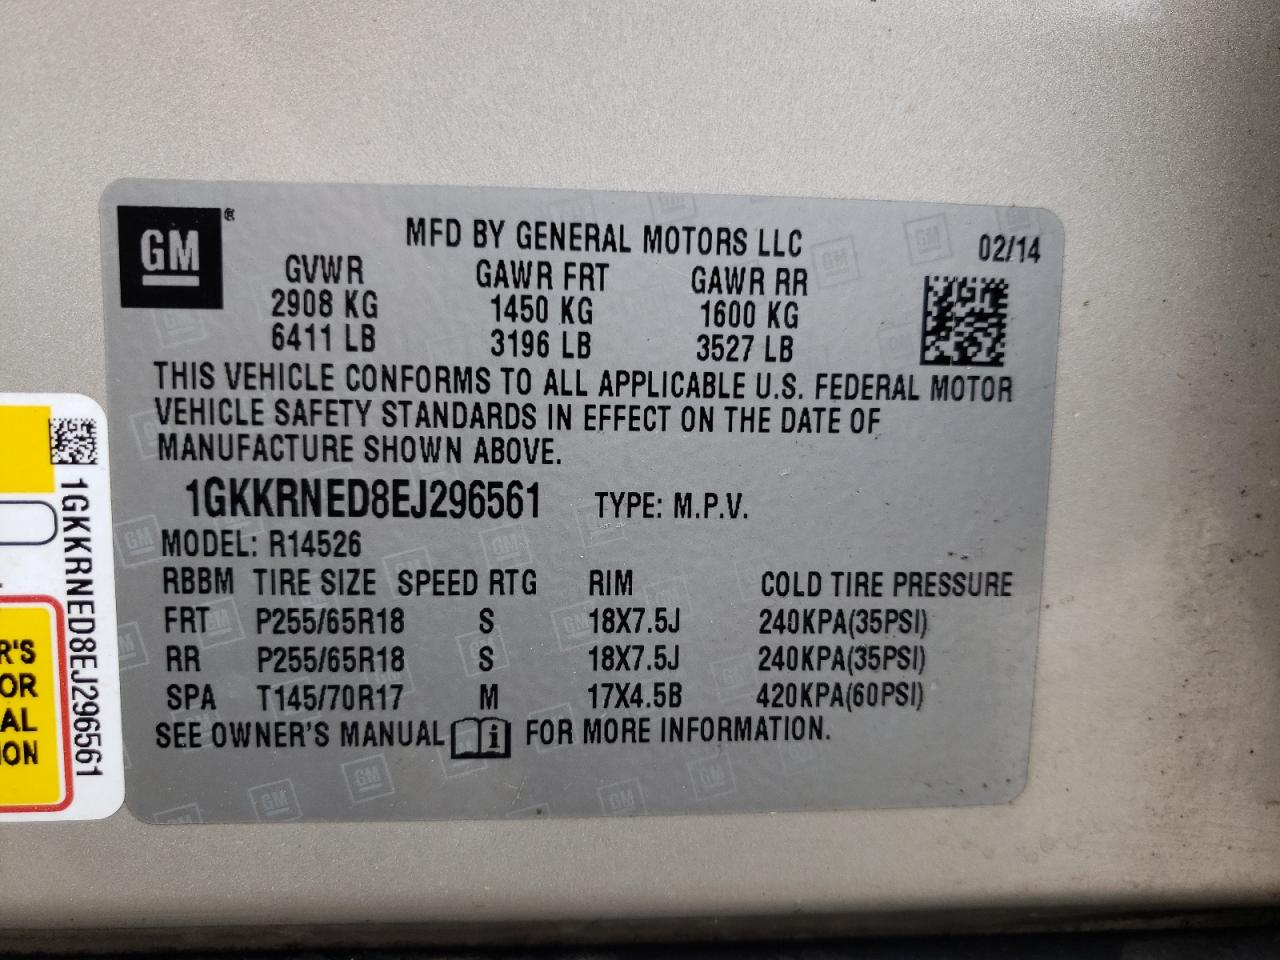 GM ®
MFD BY GENERAL MOTORS LLC 02/14
GVWR GAWR FRT GAWR RR
2908 KG 1450 KG 1600 KG
6411 LB 3196 LB 3527 LB
THIS VEHICLE CONFORMS TO ALL APPLICABLE U.S. FEDERAL MOTOR
VEHICLE SAFETY STANDARDS IN EFFECT ON THE DATE OF
MANUFACTURE SHOWN ABOVE.
1GKKRNED8EJ296561 TYPE: M.P.V.
MODEL: R14526
RBBM TIRE SIZE SPEED RTG RIM COLD TIRE PRESSURE
FRT P255/65R18 S 18X7.5J 240KPA(35PSI)
RR P255/65R18 S 18X7.5J 240KPA(35PSI)
SPA T145/70R17 M 17X4.5B 420KPA(60PSI)
SEE OWNER'S MANUAL i FOR MORE INFORMATION.
1GKKRNED8EJ296561
R'S
OR
AL
ION